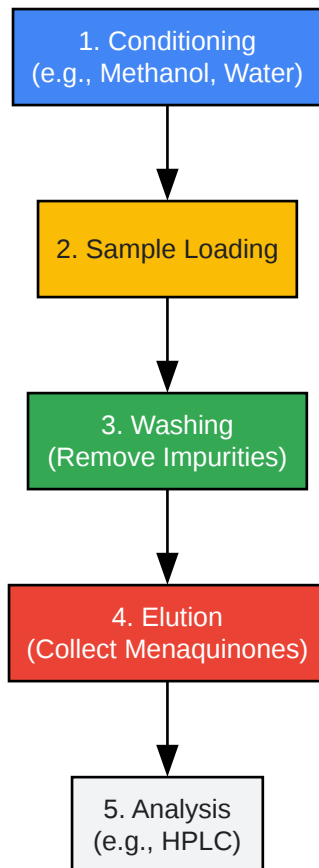 1. Conditioning
(e.g., Methanol, Water)
2. Sample Loading
3. Washing
(Remove Impurities)
4. Elution
(Collect Menaquinones)
5. Analysis
(e.g., HPLC)